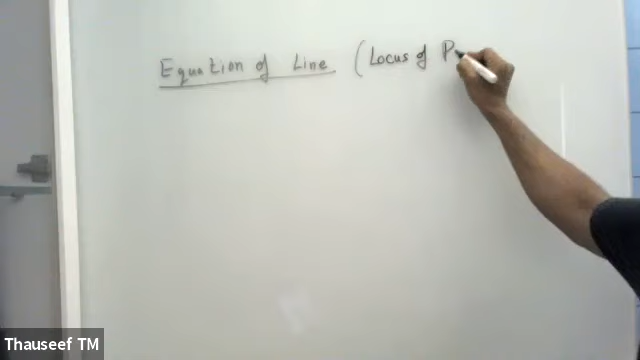 Equation of Line (Locus of P
Thauseef TM